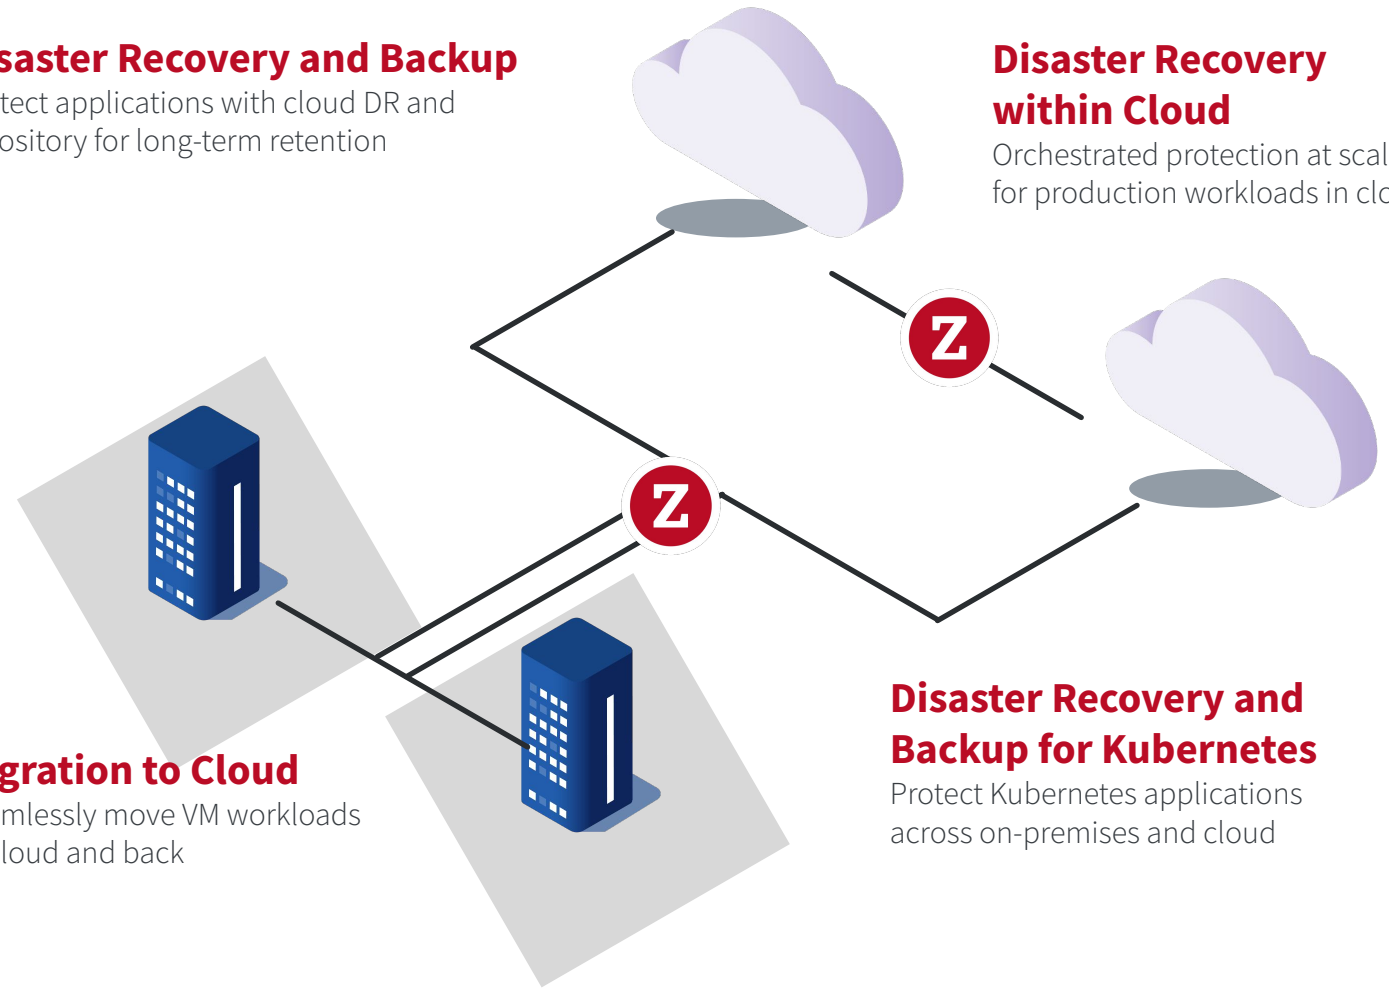 saster Recovery and Backup
tect applications with cloud DR and
ository for long-term retention
Disaster Recovery
within Cloud
Orchestrated protection at scal
for production workloads in clo
Z
Z
Disaster Recovery and
Backup for Kubernetes
Protect Kubernetes applications
across on-premises and cloud
gration to Cloud
mlessly move VM workloads
loud and back